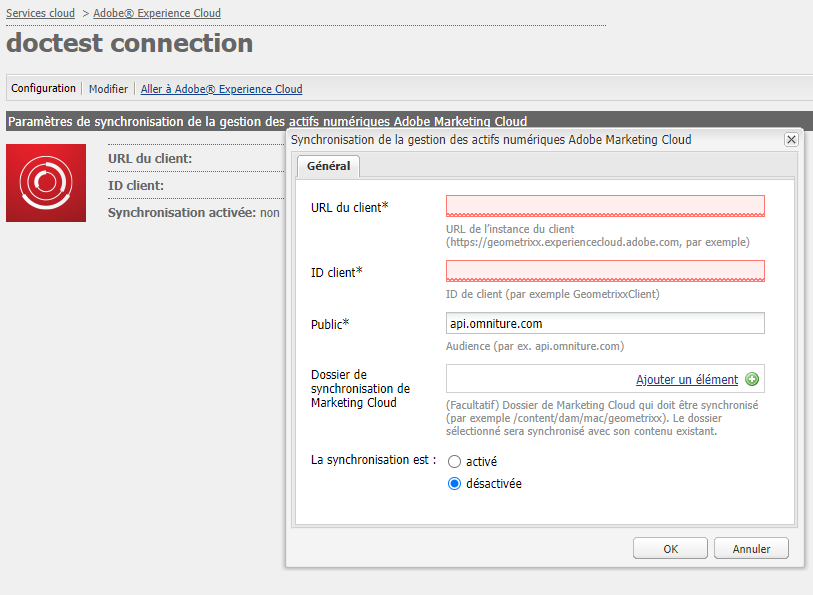 Services cloud > Adobe® Experience Cloud
doctest connection
Configuration Modifier Aller à Adobe® Experience Cloud
Paramètres de synchronisation de la gestion des actifs numériques Adobe Marketing Cloud
URL du client:
ID client:
Synchronisation activée: non
Synchronisation de la gestion des actifs numériques Adobe Marketing Cloud
Général
URL du client*
URL de l'instance du client
(https://geometrixx.experiencecloud.adobe.com, par exemple)
ID client*
ID de client (par exemple GeometrixxClient)
Public*
api.omniture.com
Audience (par ex. api.omniture.com)
Dossier de
synchronisation de
Marketing Cloud
Ajouter un élément
(Facultatif) Dossier de Marketing Cloud qui doit être synchronisé
(par exemple /content/dam/mac/geometrixx). Le dossier
sélectionné sera synchronisé avec son contenu existant.
La synchronisation est :
activé
désactivée
OK
Annuler